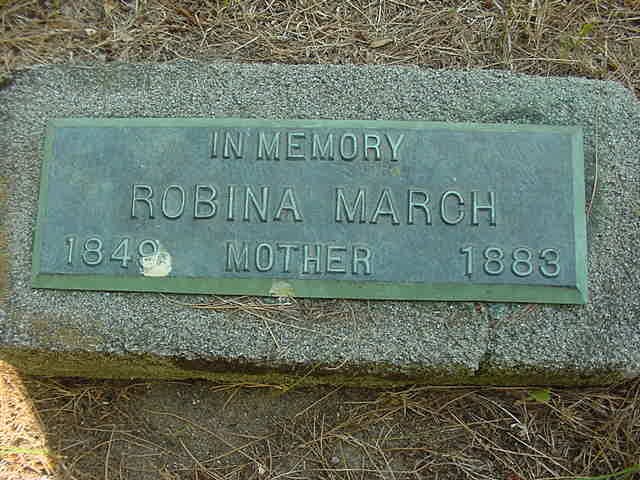 IN MEMORY
ROBINA MARCH
1849 MOTHER 1883